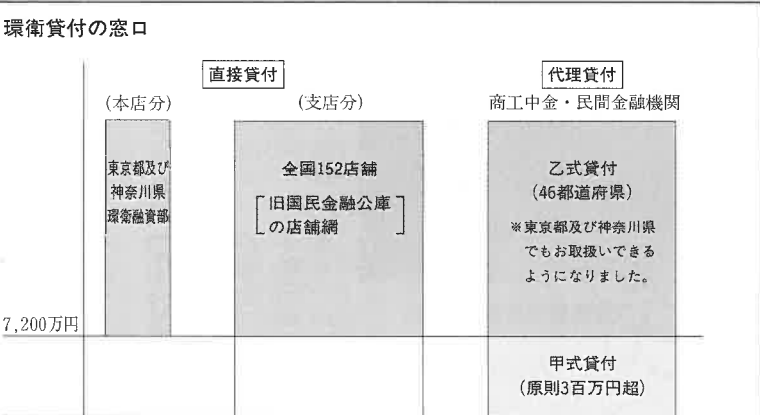 環衛貸付の窓口
直接貸付
代理貸付
(本店分)
(支店分)
商工中金・民間金融機関
東京都及び
神奈川県
環衛融資部
全国152店舗
旧国民金融公庫
の店舗網
乙式貸付
(46都道府県)
※東京都及び神奈川県
でもお取扱いできる
ようになりました。
7,200万円
甲式貸付
(原則3百万円超)